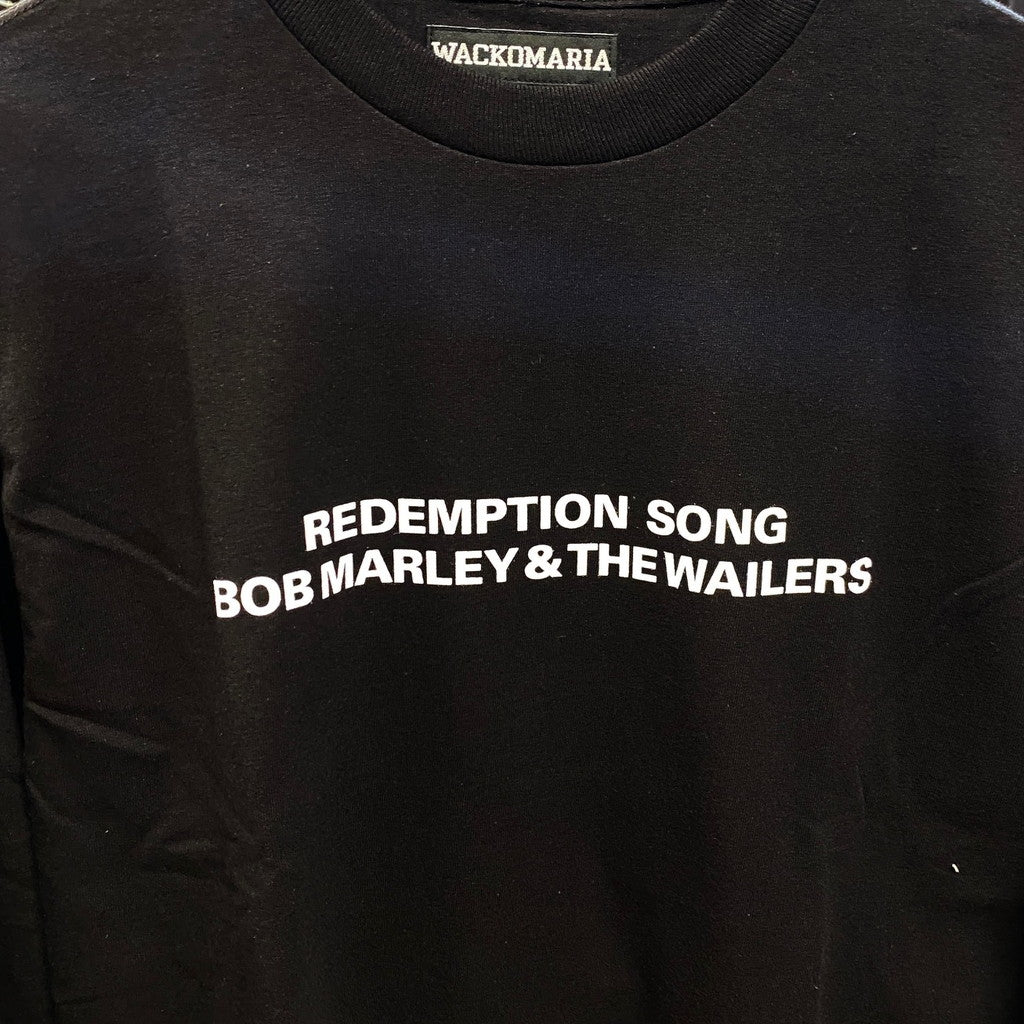 WACKOMARIA
REDEMPTION SONG
BOB MARLEY & THE WAILERS